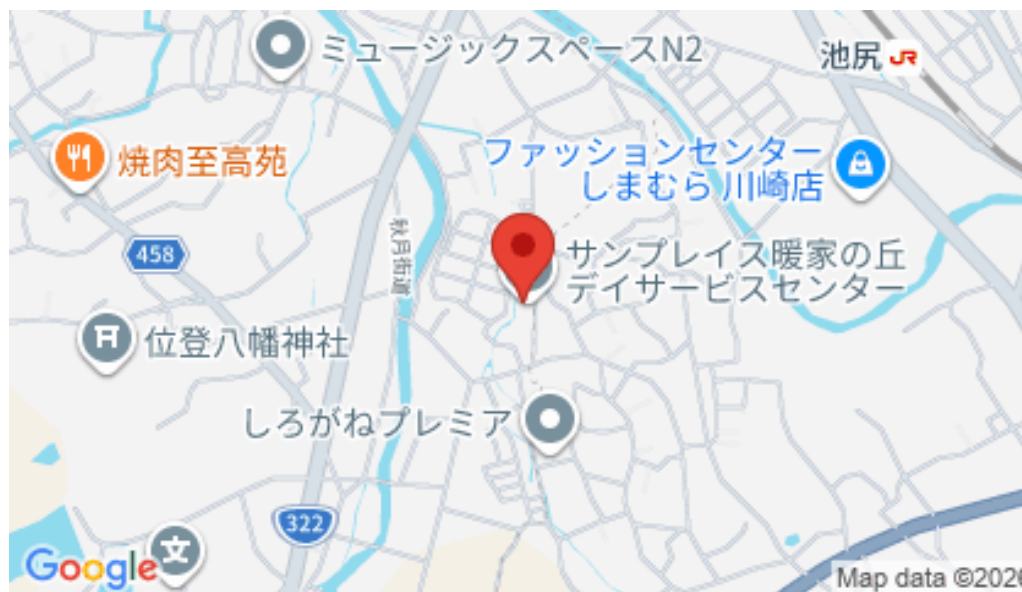 ミュージックスペースN2
池尻 JR
焼肉至高苑
ファッションセンター
しまむら 川崎店
秋月街道
458
サンプレイス暖家の丘
デイサービスセンター
位登八幡神社
しろがねプレミア
322
文
Google
Map data ©2026